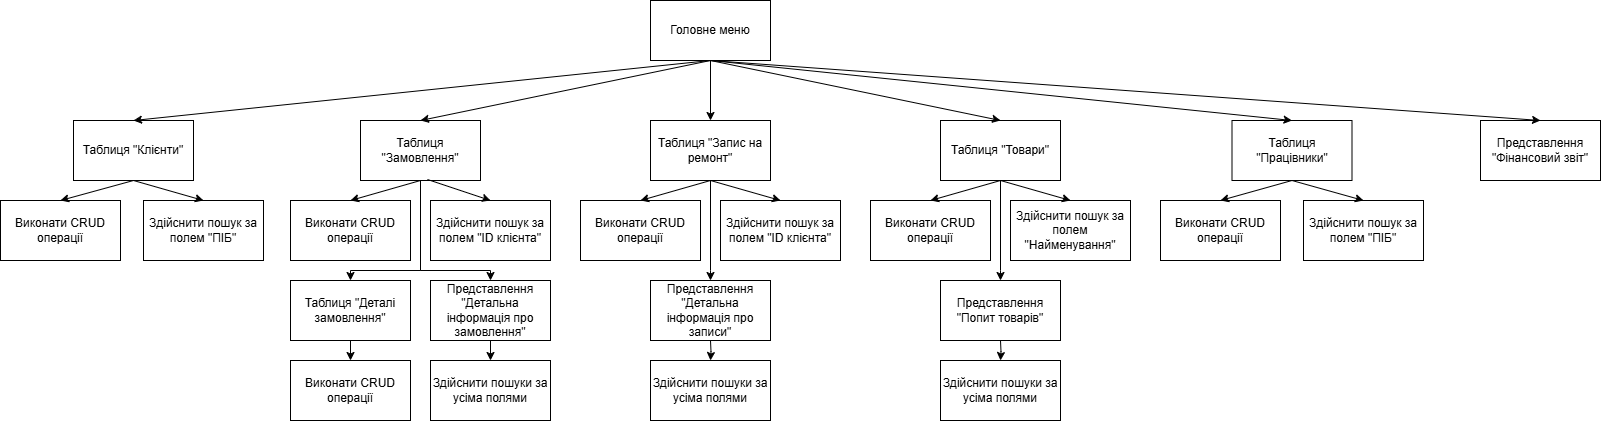 Головне меню
Таблиця "Клієнти"
Таблиця
"Замовлення"
Таблиця "Запис на
ремонт"
Таблиця "Товари"
Таблиця
"Працівники"
Представлення
"Фінансовий звіт"
Виконати CRUD
операції
Здійснити пошук за
полем "ПІБ"
Виконати CRUD
операції
Здійснити пошук за
полем "ID клієнта"
Виконати CRUD
операції
Здійснити пошук за
полем "ID клієнта"
Виконати CRUD
операції
Здійснити пошук за
полем
"Найменування"
Виконати CRUD
операції
Здійснити пошук за
полем "ПІБ"
Таблиця "Деталі
замовлення"
Представлення
"Детальна
інформація про
замовлення"
Представлення
"Детальна
інформація про
записи"
Представлення
"Попит товарів"
Виконати CRUD
операції
Здійснити пошуки за
усіма полями
Здійснити пошуки за
усіма полями
Здійснити пошуки за
усіма полями